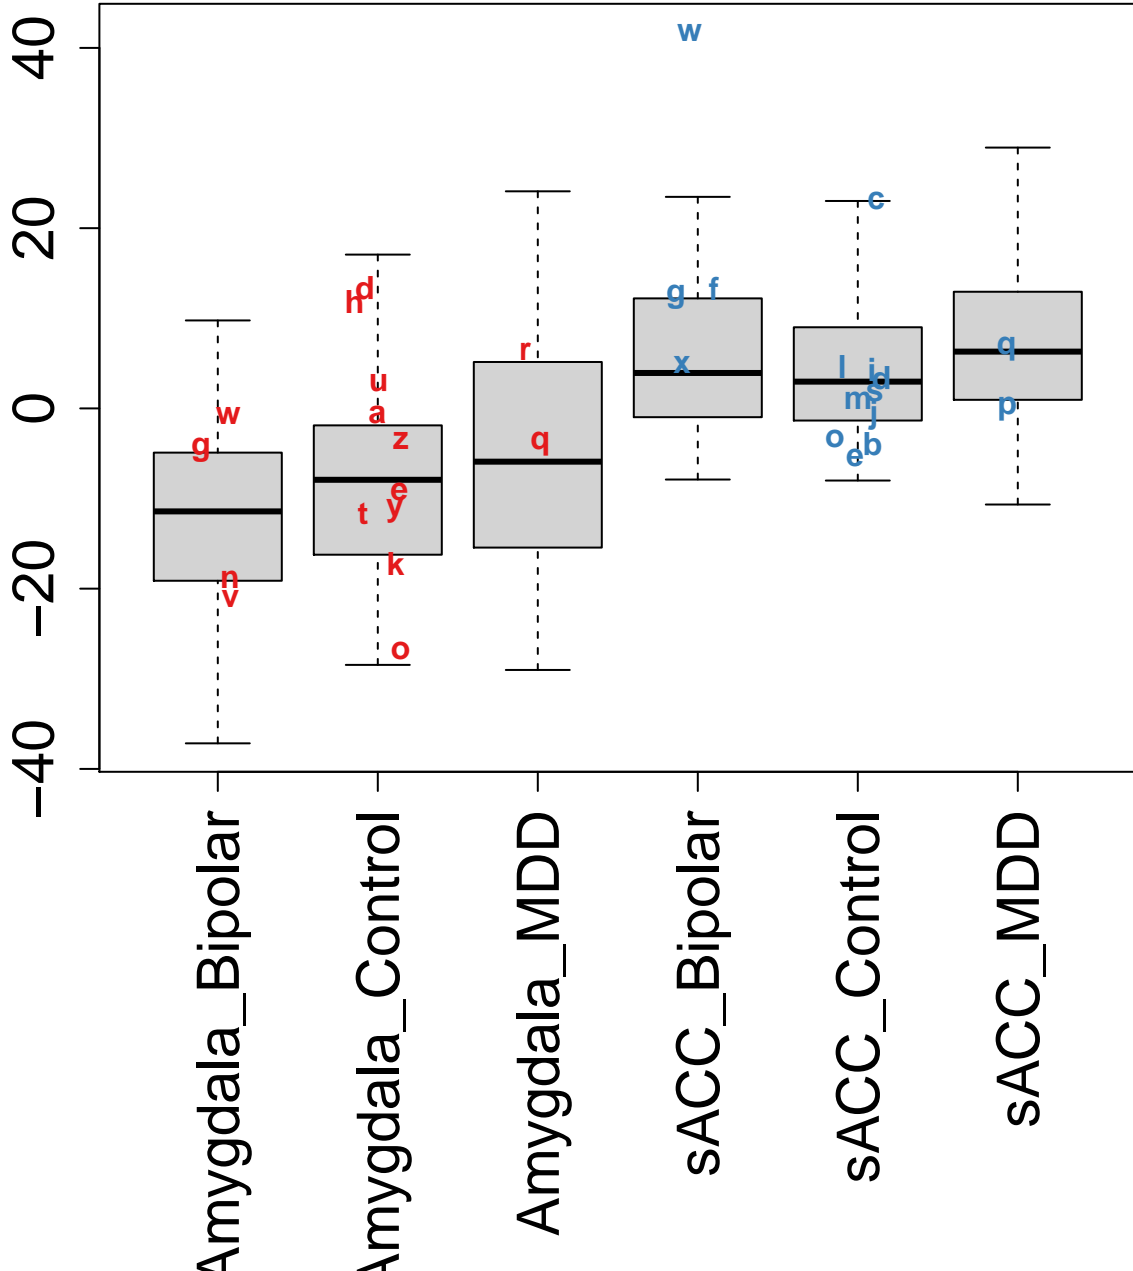 40
20
0
−20
−40
w
g
n
v
d
h
u
a
z
e
y
t
k
o
r
q
w
g
f
x
c
l
i
d
s
m
j
o
b
e
q
p
Amygdala_Bipolar
Amygdala_Control
Amygdala_MDD
sACC_Bipolar
sACC_Control
sACC_MDD